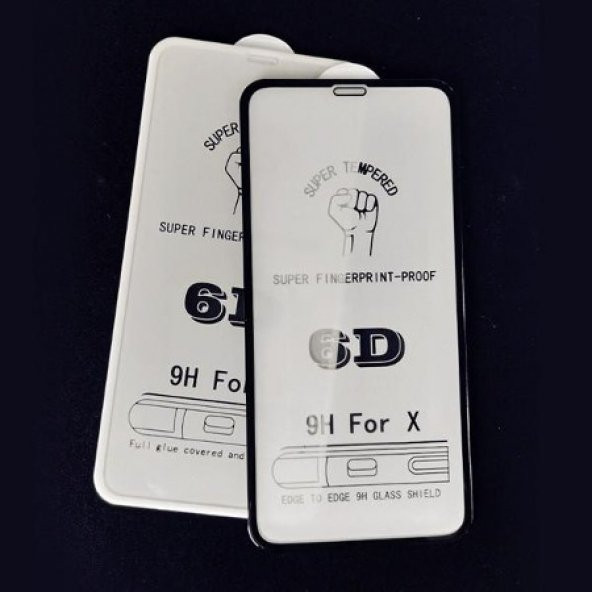 SUPER
SUPER FINGER
6D
9H For
Full glue covered and
SUPER TEMPERED
SUPER FINGERPRINT-PROOF
6D
9H For X
EDGE TO EDGE 9H GLASS SHIELD